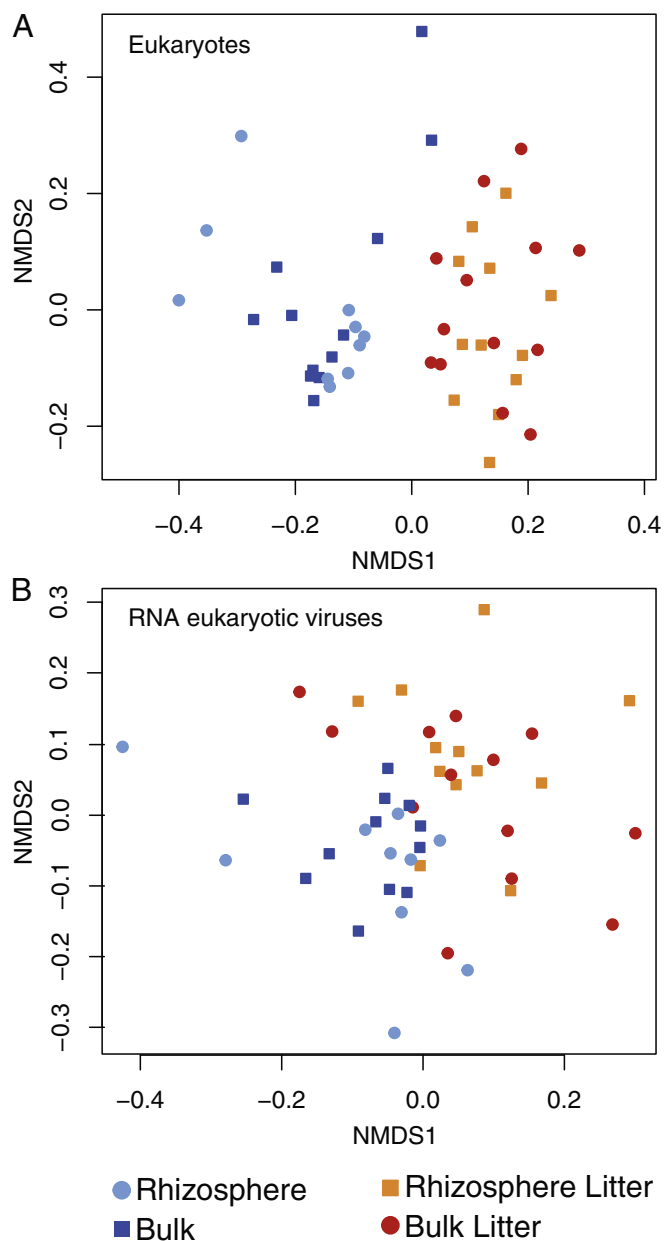 A
Eukaryotes
0.4
0.2
0.0
−0.2
NMDS2
−0.4
−0.2
0.0
0.2
0.4
NMDS1
B
RNA eukaryotic viruses
0.3
0.2
0.1
0.0
−0.1
−0.2
−0.3
NMDS2
−0.4
−0.2
0.0
0.2
NMDS1
Rhizosphere
Rhizosphere Litter
Bulk
Bulk Litter